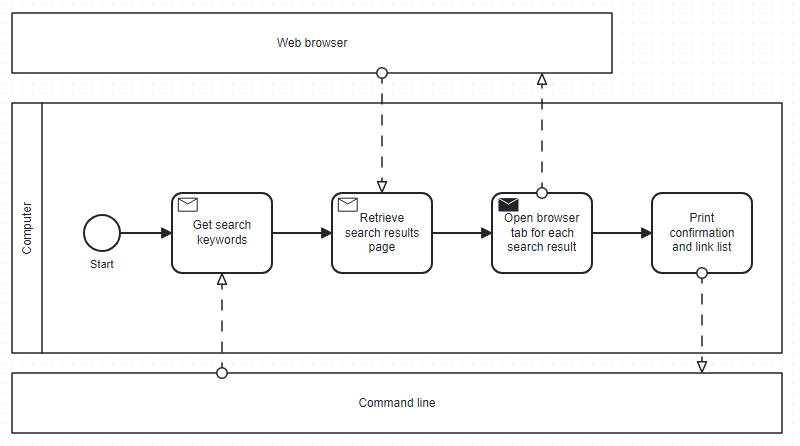 Web browser
Computer
Start
Get search
keywords
Retrieve
search results
page
Open browser
tab for each
search result
Print
confirmation
and link list
Command line